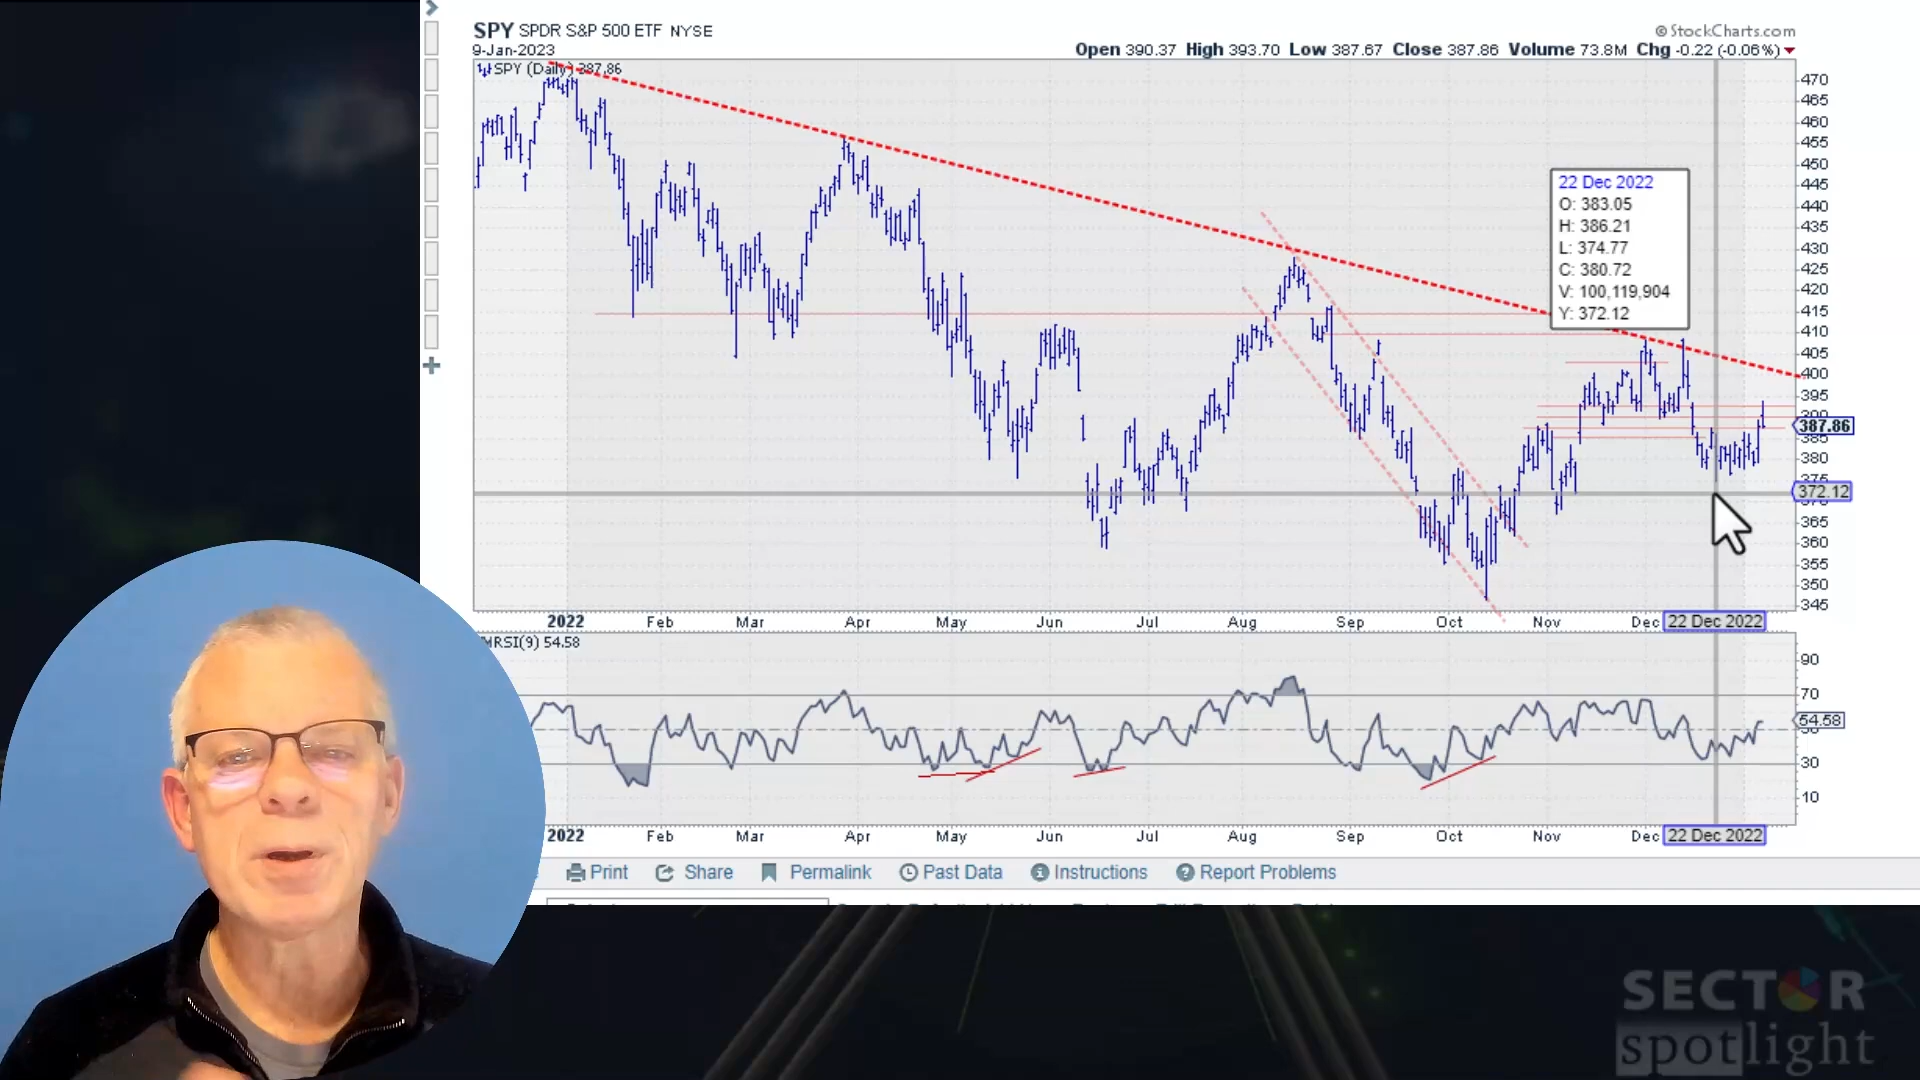 SPY SPDR S&P 500 ETF NYSE
©StockCharts.com
9-Jan-2023
Open 390.37 High 393.70 Low 387.67 Close 387.86 Volume 73.8M Chg -0.22 (-0.06%)
SPY (Daily) 387.86
470
465
460
455
450
445
440
435
430
425
420
415
410
405
400
395
390
387.86
385
380
375
372.12
370
365
360
355
350
345
22 Dec 2022
O: 383.05
H: 386.21
L: 374.77
C: 380.72
V: 100,119,904
Y: 372.12
2022 Feb Mar Apr May Jun Jul Aug Sep Oct Nov Dec 22 Dec 2022
RSI(9) 54.58
90
70
54.58
50
30
10
2022 Feb Mar Apr May Jun Jul Aug Sep Oct Nov Dec 22 Dec 2022
Print Share Permalink Past Data Instructions Report Problems
SECTOR
spotlight